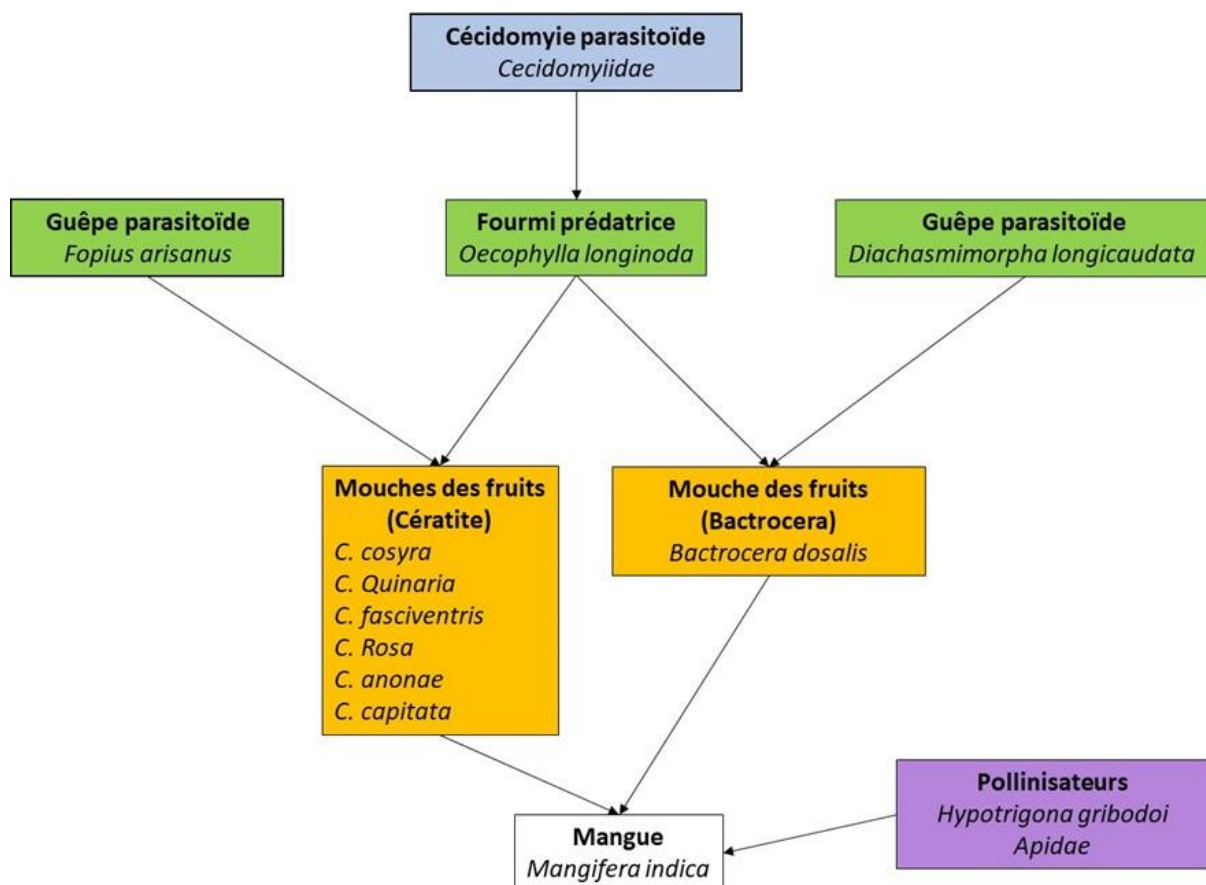 Cécidomyie parasitoïde
Cecidomyiidae
Guêpe parasitoïde
Fopius arisanus
Fourmi prédatrice
Oecophylla longinoda
Guêpe parasitoïde
Diachasmimorpha longicaudata
Mouches des fruits
(Cératite)
C. cosyra
C. Quinaria
C. fasciventris
C. Rosa
C. anonae
C. capitata
Mouche des fruits
(Bactrocera)
Bactrocera dosalis
Pollinisateurs
Hypotrigona gribodoi
Apidae
Mangue
Mangifera indica